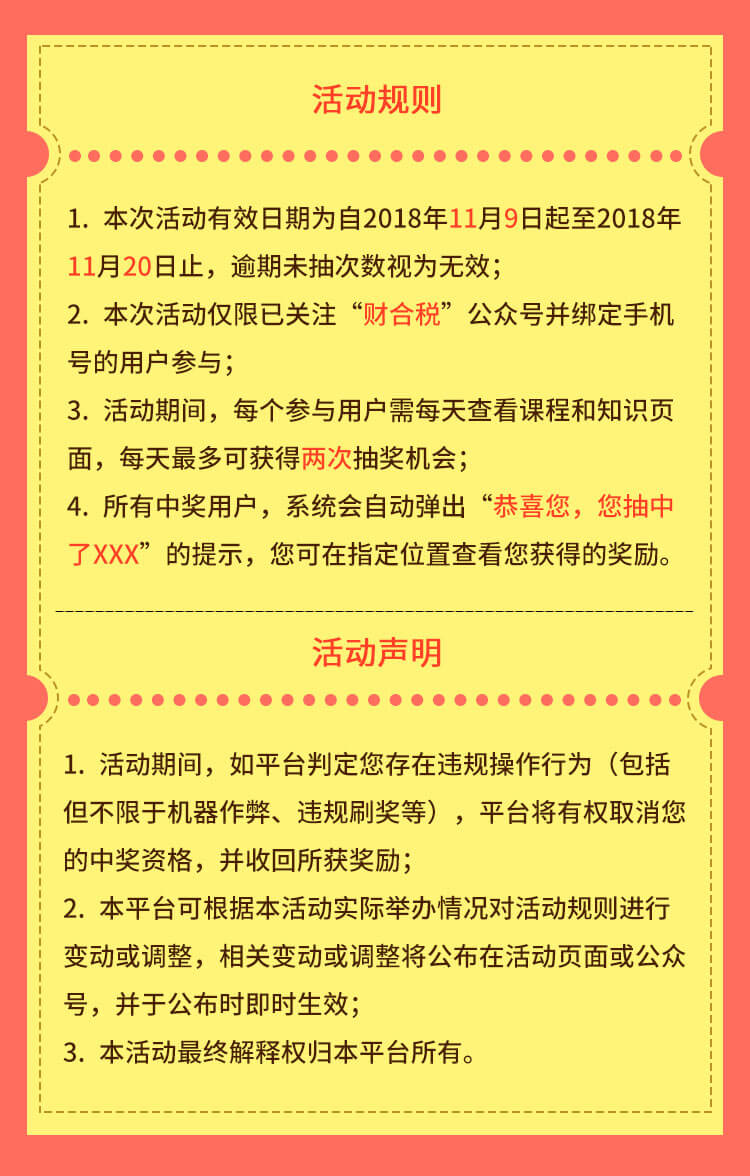 活动规则
1. 本次活动有效日期为自2018年11月9日起至2018年
11月20日止，逾期未抽次数视为无效；
2. 本次活动仅限已关注“财合税”公众号并绑定手机
号的用户参与；
3. 活动期间，每个参与用户需每天查看课程和知识页
面，每天最多可获得两次抽奖机会；
4. 所有中奖用户，系统会自动弹出“恭喜您，您抽中
了XXX”的提示，您可在指定位置查看您获得的奖励。
活动声明
1. 活动期间，如平台判定您存在违规操作行为（包括
但不限于机器作弊、违规刷奖等），平台将有权取消您
的中奖资格，并收回所获奖励；
2. 本平台可根据本活动实际举办情况对活动规则进行
变动或调整，相关变动或调整将公布在活动页面或公众
号，并于公布时即时生效；
3. 本活动最终解释权归本平台所有。